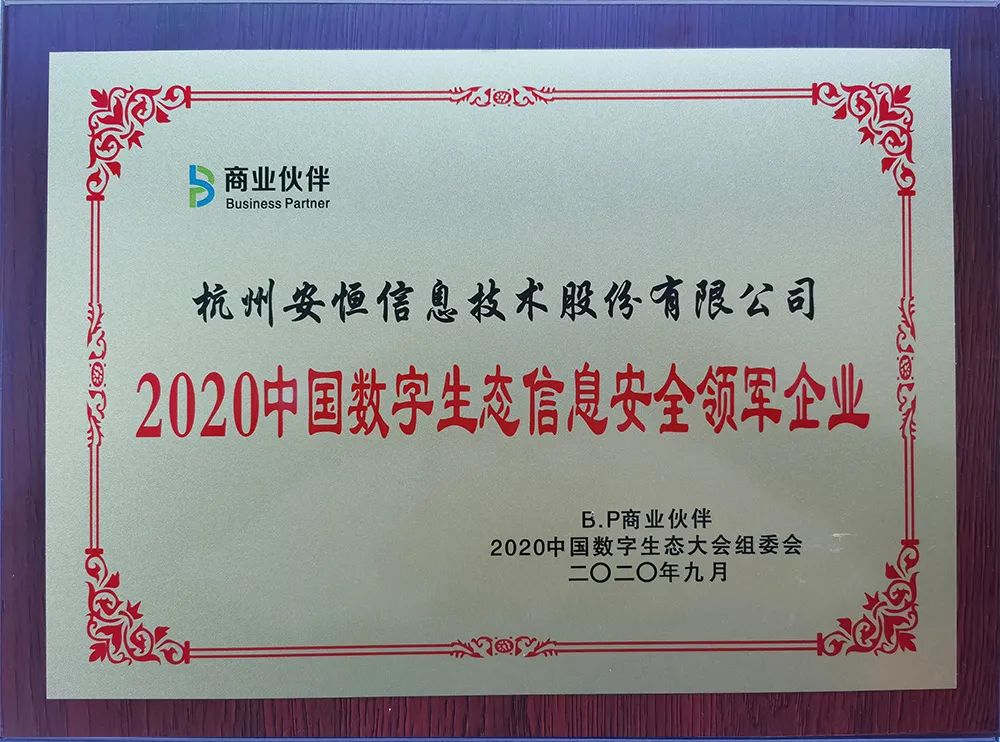 商业伙伴
Business Partner
杭州安恒信息技术股份有限公司
2020中国数字生态信息安全领军企业
B.P商业伙伴
2020中国数字生态大会组委会
二〇二〇年九月